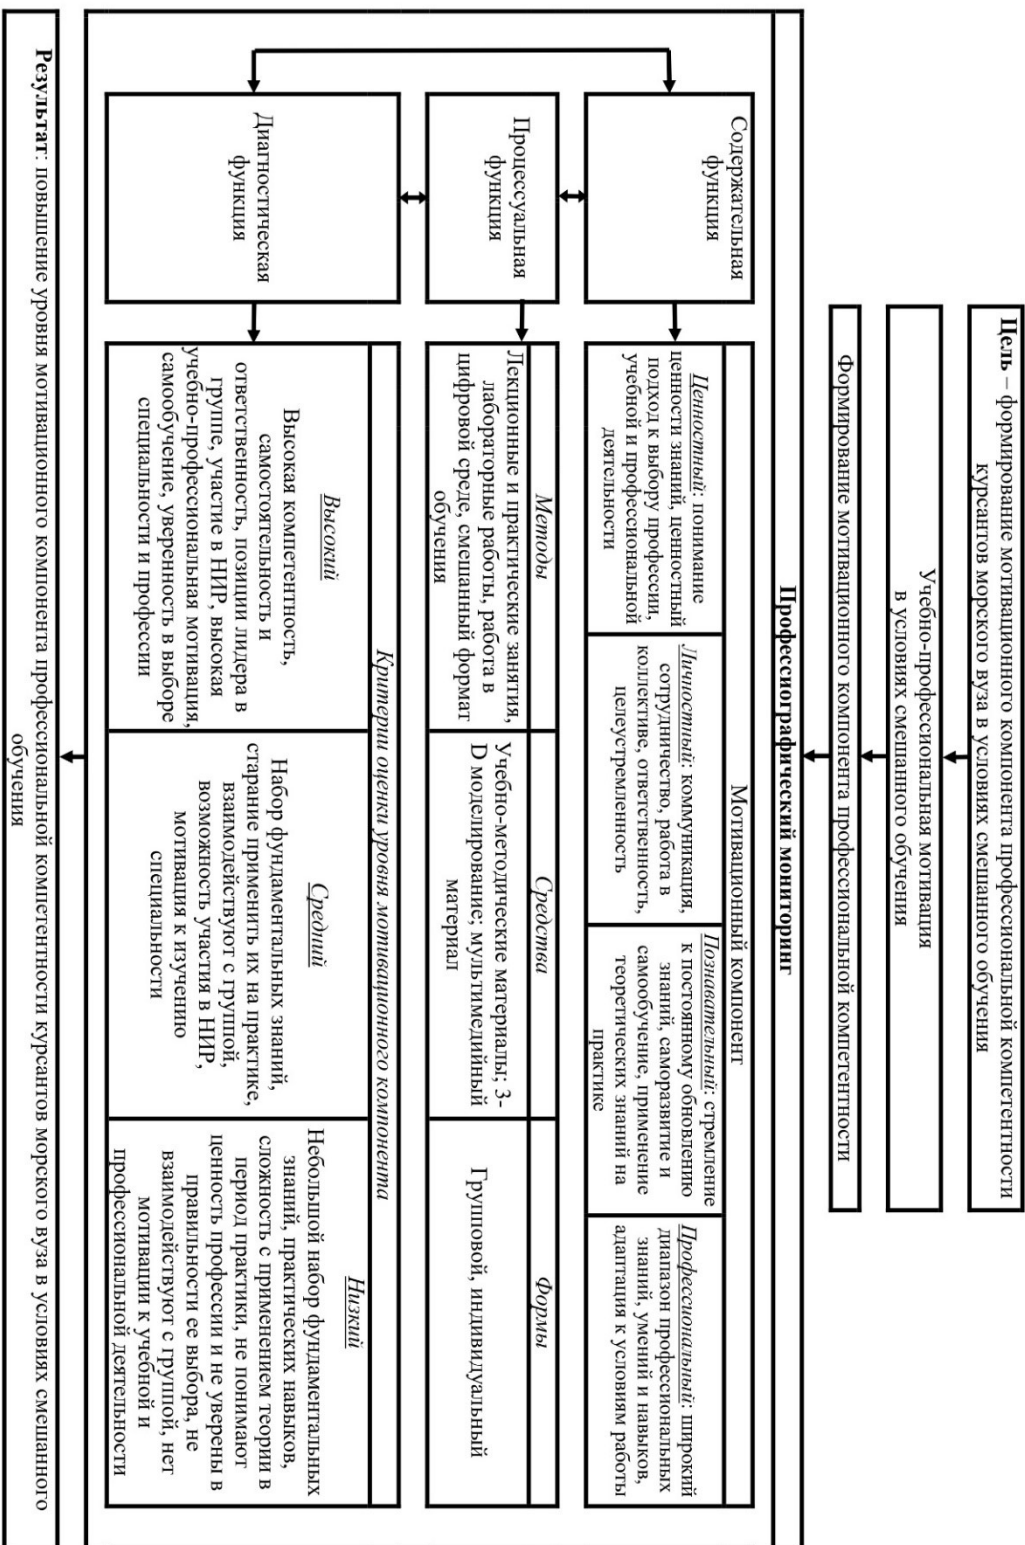 Цель – формирование мотивационного компонента профессиональной компетентности
курсантов морского вуза в условиях смешанного обучения
Учебно-профессиональная мотивация
в условиях смешанного обучения
Формирование мотивационного компонента профессиональной компетентности
Профессиографический мониторинг
Содержательная
функция
Мотивационный компонент
Ценностный: понимание
ценности знаний, ценностный
подход к выбору профессии,
учебной и профессиональной
деятельности
Личностный: коммуникация,
сотрудничество, работа в
коллективе, ответственность,
целеустремленность
Познавательный: стремление
к постоянному обновлению
знаний, саморазвитие и
самообучение, применение
теоретических знаний на
практике
Профессиональный: широкий
диапазон профессиональных
знаний, умений и навыков,
адаптация к условиям работы
Процессуальная
функция
Методы
Лекционные и практические занятия,
лабораторные работы, работа в
цифровой среде, смешанный формат
обучения
Средства
Учебно-методические материалы; 3-
D моделирование; мультимедийный
материал
Формы
Групповой, индивидуальный
Диагностическая
функция
Критерии оценки уровня мотивационного компонента
Высокий
Высокая компетентность,
самостоятельность и
ответственность, позиции лидера в
группе, участие в НИР, высокая
учебно-профессиональная мотивация,
самообучение, уверенность в выборе
специальности и профессии
Средний
Набор фундаментальных знаний,
старание применить их на практике,
взаимодействуют с группой,
возможность участия в НИР,
мотивация к изучению
специальности
Низкий
Небольшой набор фундаментальных
знаний, практических навыков,
сложность с применением теории в
период практики, не понимают
ценность профессии и не уверены в
правильности ее выбора, не
взаимодействуют с группой, нет
мотивации к учебной и
профессиональной деятельности
Результат: повышение уровня мотивационного компонента профессиональной компетентности курсантов морского вуза в условиях смешанного
обучения